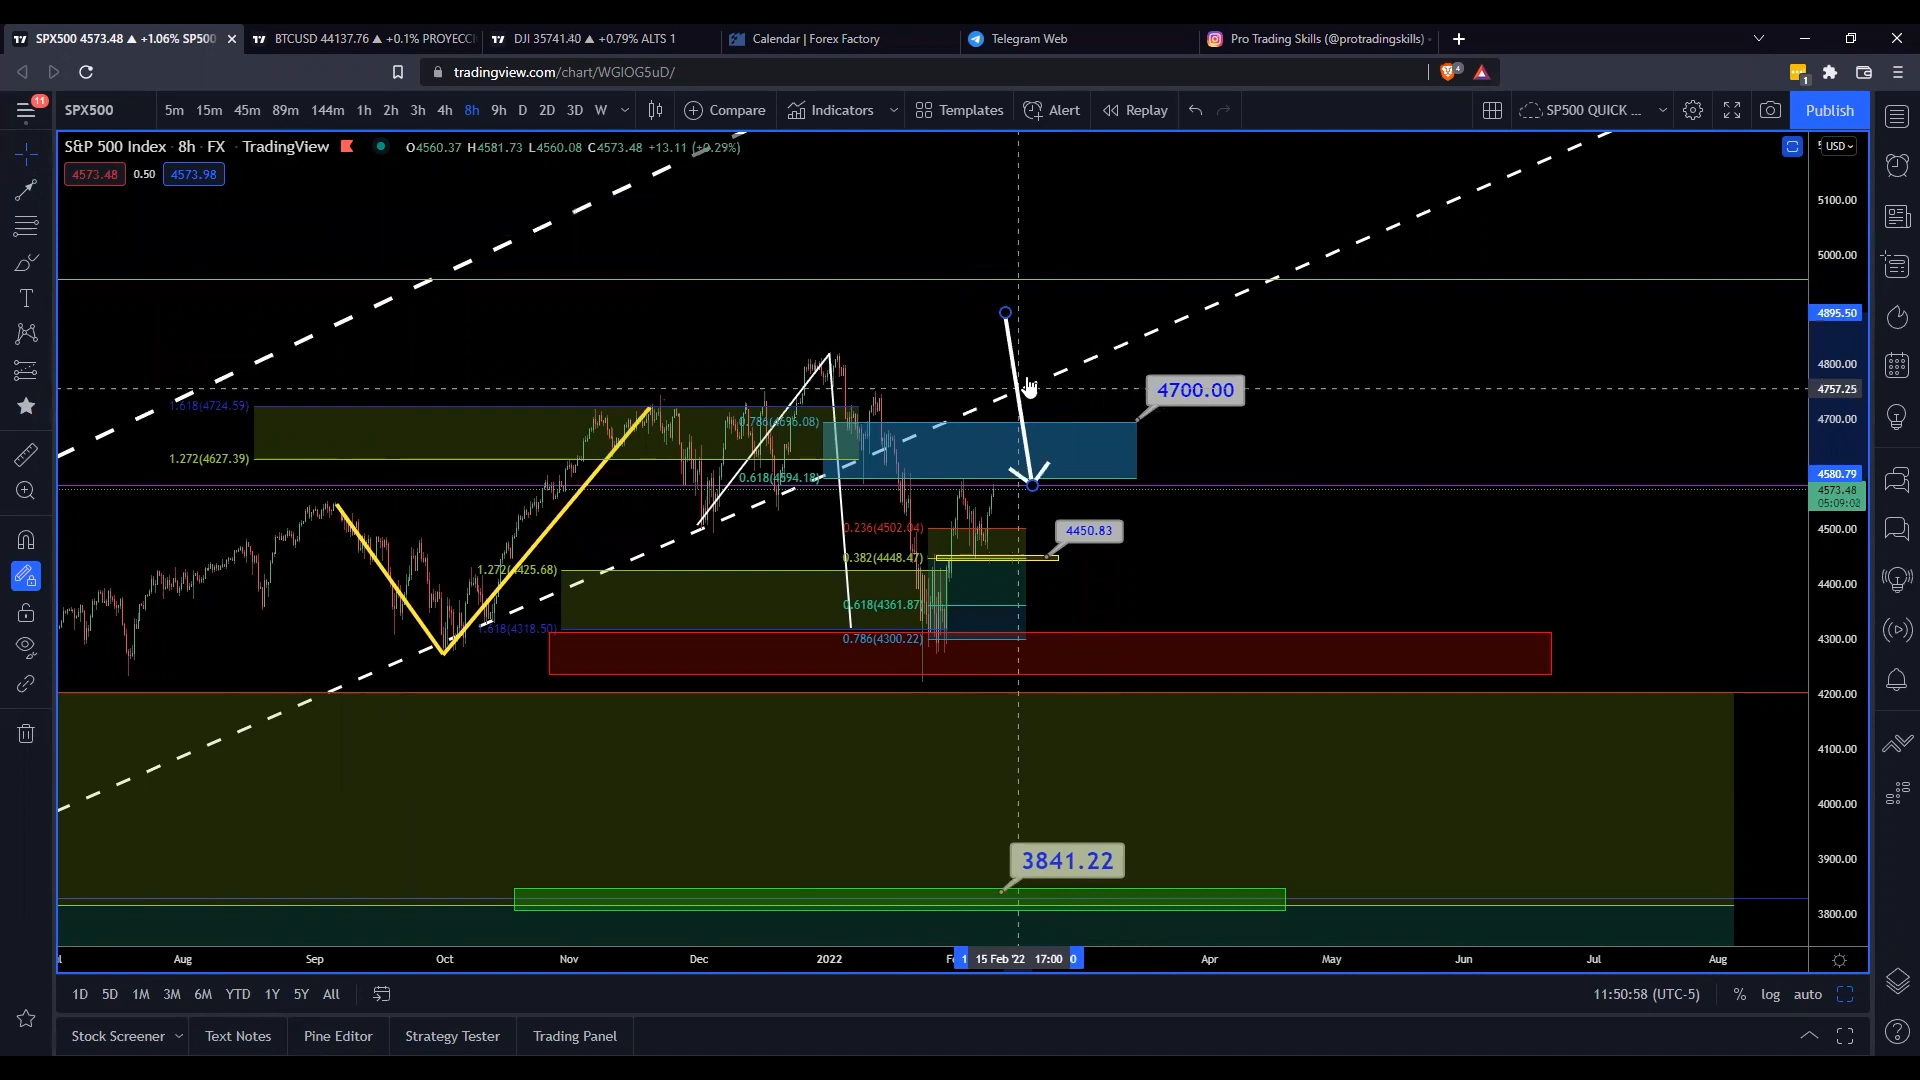 SPX500 4573.48 ▲ +1.06% SP500
BTCUSD 44137.76 ▲ +0.1% PROYECCI
DJI 35741.40 ▲ +0.79% ALTS 1
Calendar | Forex Factory
Telegram Web
Pro Trading Skills (@protradingskills)
tradingview.com/chart/WGIOG5uD/
4
1
11
SPX500
5m 15m 45m 89m 144m 1h 2h 3h 4h 8h 9h D 2D 3D W
Compare
Indicators
Templates
Alert
Replay
SP500 QUICK ...
Publish
S&P 500 Index · 8h · FX · TradingView
O4560.37 H4581.73 L4560.08 C4573.48 +13.11 (+0.29%)
USD
4573.48 0.50 4573.98
5100.00
5000.00
4895.50
4800.00
4757.25
4700.00
4580.79
4573.48
05:09:02
4500.00
4400.00
4300.00
4200.00
4100.00
4000.00
3900.00
3800.00
4700.00
1.618(4724.59)
0.786(4696.08)
1.272(4627.39)
0.618(4594.18)
0.236(4502.04)
4450.83
0.382(4448.47)
1.272(4425.68)
0.618(4361.87)
1.618(4318.50)
0.786(4300.22)
3841.22
Aug Sep Oct Nov Dec 2022 15 Feb '22 17:00 Apr May Jun Jul Aug
1D 5D 1M 3M 6M YTD 1Y 5Y All
11:50:58 (UTC-5) % log auto
Stock Screener Text Notes Pine Editor Strategy Tester Trading Panel